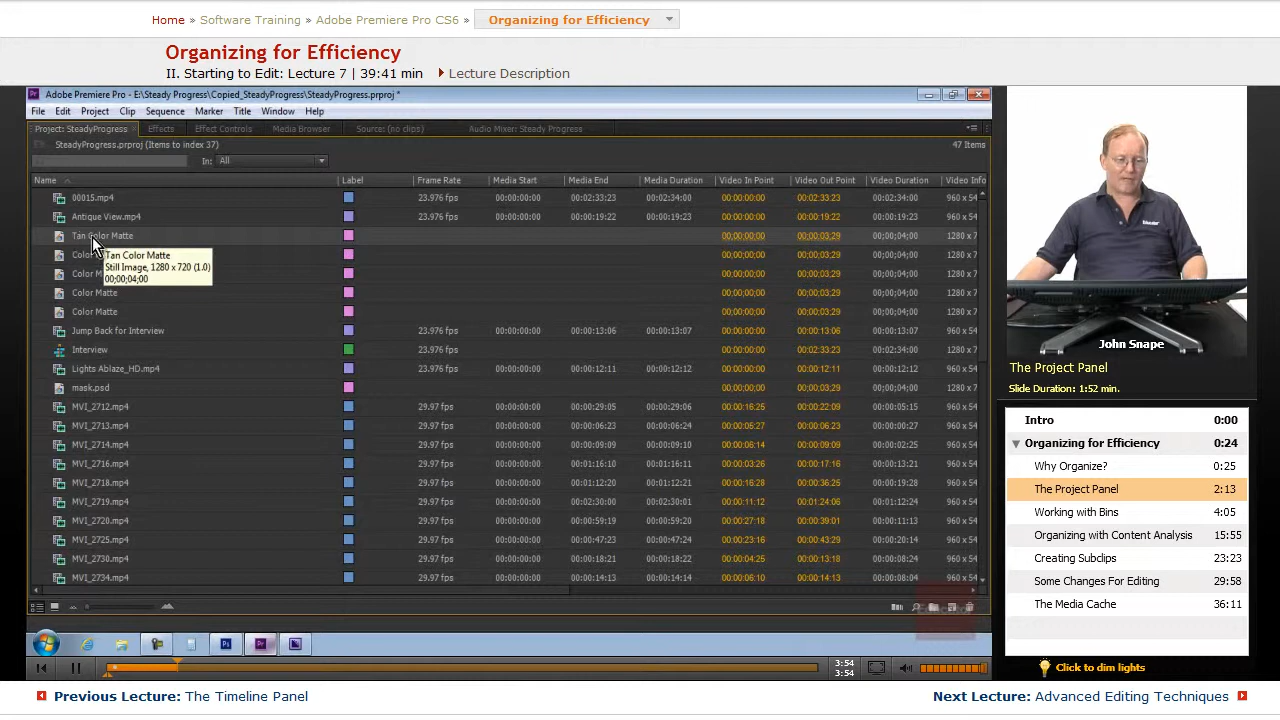 Home » Software Training » Adobe Premiere Pro CS6 » Organizing for Efficiency
Organizing for Efficiency
II. Starting to Edit: Lecture 7 | 39:41 min Lecture Description
Adobe Premiere Pro - E:\Steady Progress\Copied_SteadyProgress\SteadyProgress.prproj *
File Edit Project Clip Sequence Marker Title Window Help
Project: SteadyProgress Effects Effect Controls Media Browser Source: (no clips) Audio Mixer: Steady Progress
SteadyProgress.prproj (Items to index 37) 47 Items
In: All
Name Label Frame Rate Media Start Media End Media Duration Video In Point Video Out Point Video Duration Video Info
00015.mp4 23.976 fps 00:00:00:00 00:02:33:23 00:02:34:00 00:00:00:00 00:02:33:23 00:02:34:00 960 x 54
Antique View.mp4 23.976 fps 00:00:00:00 00:00:19:22 00:00:19:23 00:00:00:00 00:00:19:22 00:00:19:23 960 x 54
Tan Color Matte 00;00;00;00 00;00;03;29 00;00;04;00 1280 x 7
Colo 00;00;00;00 00;00;03;29 00;00;04;00 1280 x 7
Color M 00;00;00;00 00;00;03;29 00;00;04;00 1280 x 7
Tan Color Matte
Still Image, 1280 x 720 (1.0)
00;00;04;00
Color Matte 00;00;00;00 00;00;03;29 00;00;04;00 1280 x 7
Color Matte 00;00;00;00 00;00;03;29 00;00;04;00 1280 x 7
Jump Back for Interview 23.976 fps 00:00:00:00 00:00:13:06 00:00:13:07 00:00:00:00 00:00:13:06 00:00:13:07 960 x 54
Interview 23.976 fps 00:00:00:00 00:02:33:23 00:02:34:00 960 x 54
Lights Ablaze_HD.mp4 23.976 fps 00:00:00:00 00:00:12:11 00:00:12:12 00:00:00:00 00:00:12:11 00:00:12:12 960 x 54
mask.psd 00;00;00;00 00;00;03;29 00;00;04;00 960 x 54
MVI_2712.mp4 29.97 fps 00:00:00:00 00:00:29:05 00:00:29:06 00:00:16:25 00:00:22:09 00:00:05:15 960 x 54
MVI_2713.mp4 29.97 fps 00:00:00:00 00:00:06:23 00:00:06:24 00:00:05:27 00:00:06:23 00:00:00:27 960 x 54
MVI_2714.mp4 29.97 fps 00:00:00:00 00:00:09:09 00:00:09:10 00:00:06:14 00:00:09:09 00:00:02:25 960 x 54
MVI_2716.mp4 29.97 fps 00:00:00:00 00:01:16:10 00:01:16:11 00:00:03:26 00:00:17:16 00:00:13:21 960 x 54
MVI_2718.mp4 29.97 fps 00:00:00:00 00:01:12:20 00:01:12:21 00:00:16:28 00:00:36:25 00:00:19:28 960 x 54
MVI_2719.mp4 29.97 fps 00:00:00:00 00:02:30:00 00:02:30:01 00:00:11:12 00:01:24:06 00:01:12:24 960 x 54
MVI_2720.mp4 29.97 fps 00:00:00:00 00:00:59:19 00:00:59:20 00:00:27:18 00:00:39:01 00:00:11:13 960 x 54
MVI_2725.mp4 29.97 fps 00:00:00:00 00:00:47:23 00:00:47:24 00:00:23:16 00:00:43:29 00:00:20:14 960 x 54
MVI_2730.mp4 29.97 fps 00:00:00:00 00:00:18:21 00:00:18:22 00:00:04:25 00:00:13:18 00:00:08:24 960 x 54
MVI_2734.mp4 29.97 fps 00:00:00:00 00:00:14:13 00:00:14:14 00:00:06:10 00:00:14:13 00:00:08:04 960 x 54
3:54
3:54
John Snape
The Project Panel
Slide Duration: 1:52 min.
Intro 0:00
Organizing for Efficiency 0:24
Why Organize? 0:25
The Project Panel 2:13
Working with Bins 4:05
Organizing with Content Analysis 15:55
Creating Subclips 23:23
Some Changes For Editing 29:58
The Media Cache 36:11
Click to dim lights
Previous Lecture: The Timeline Panel
Next Lecture: Advanced Editing Techniques